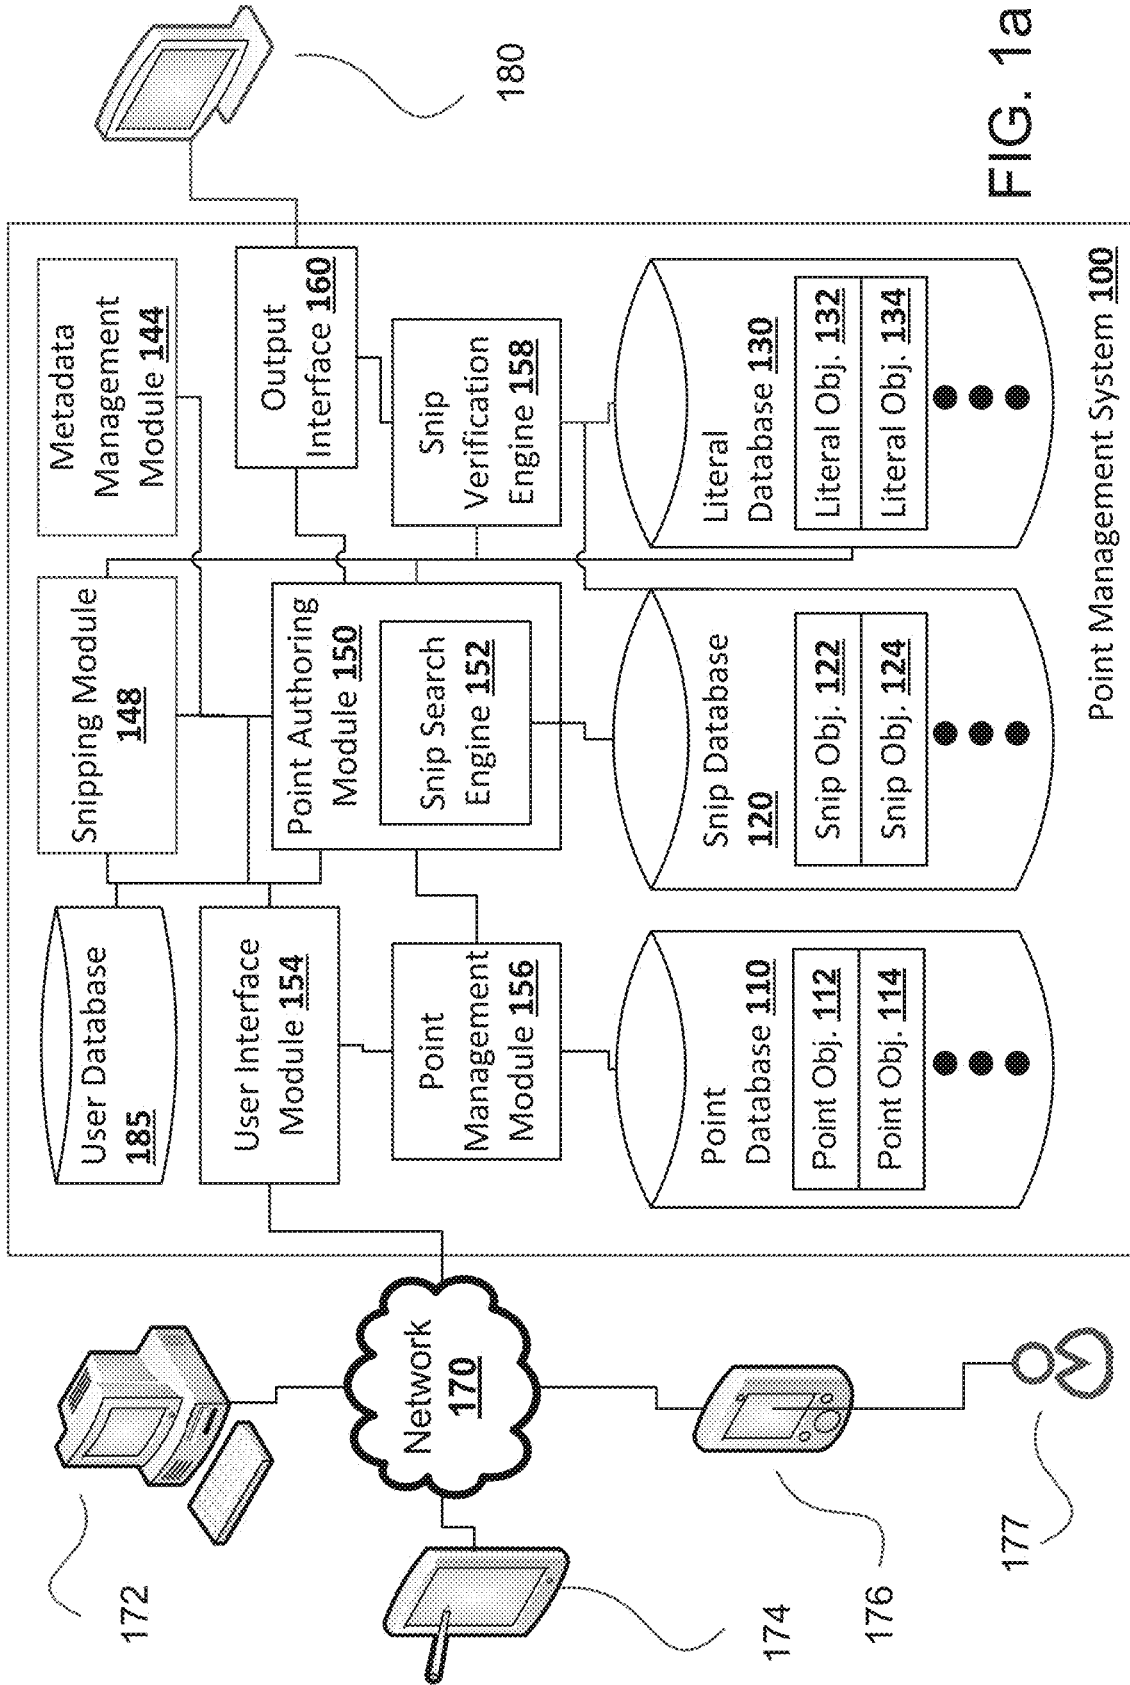 172
174
176
177
Network
170
User Database
185
User Interface
Module 154
Point
Management
Module 156
Point
Database 110
Point Obj. 112
Point Obj. 114
Snipping Module
148
Point Authoring
Module 150
Snip Search
Engine 152
Snip Database
120
Snip Obj. 122
Snip Obj. 124
Metadata
Management
Module 144
Output
Interface 160
Snip
Verification
Engine 158
Literal
Database 130
Literal Obj. 132
Literal Obj. 134
Point Management System 100
180
FIG. 1a